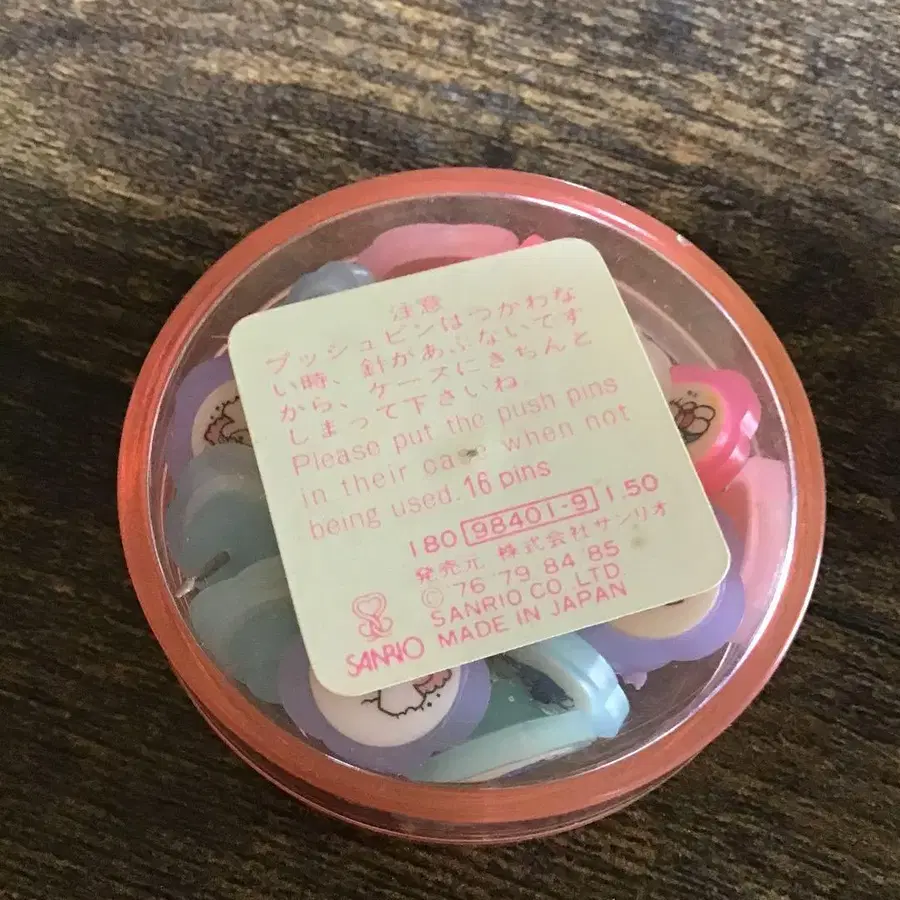 注意
プッシュピンはつかわな
い時、針があぶないです
から、ケースにきちんと
しまって下さいね
Please put the push pins
in their case when not
being used. 16 pins
180 98401-9 1.50
発売元 株式会社サンリオ
© '76 '79 '84 '85
SANRIO CO., LTD.
SANRIO MADE IN JAPAN